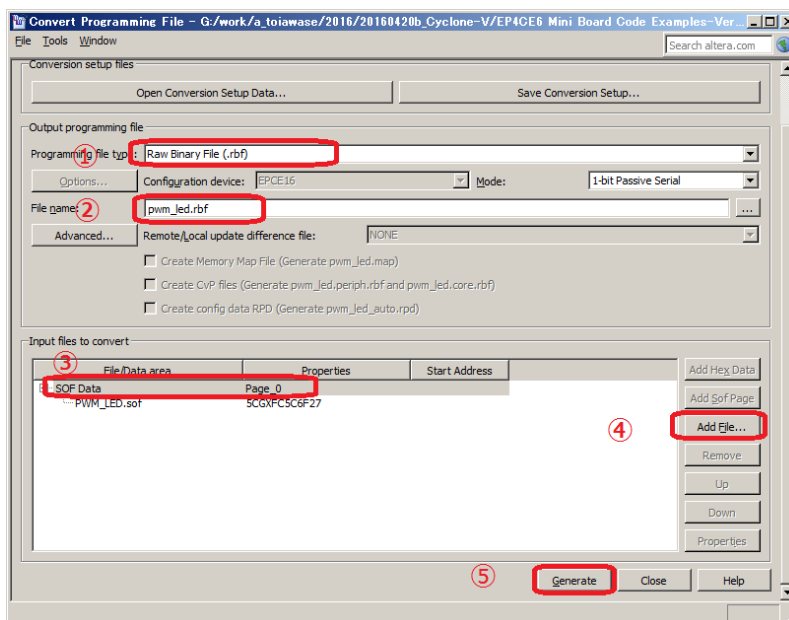 Convert Programming File - G:/work/a_toiawase/2016/20160420b_Cyclone-V/EP4CE6 Mini Board Code Examples-Ver...
File Tools Window
Search altera.com
Conversion setup files
Open Conversion Setup Data... Save Conversion Setup...
Output programming file
① Programming file type: Raw Binary File (.rbf)
Options... Configuration device: EPCE16 Mode: 1-bit Passive Serial
② File name: pwm_led.rbf ...
Advanced... Remote/Local update difference file: NONE
Create Memory Map File (Generate pwm_led.map)
Create CvP files (Generate pwm_led.periph.rbf and pwm_led.core.rbf)
Create config data RPD (Generate pwm_led_auto.rpd)
Input files to convert
③ File/Data area Properties Start Address Add Hex Data
SOF Data Page_0 Add Sof Page
PWM_LED.sof 5CGXFC5C6F27
④ Add File...
Remove
Up
Down
Properties
⑤ Generate Close Help